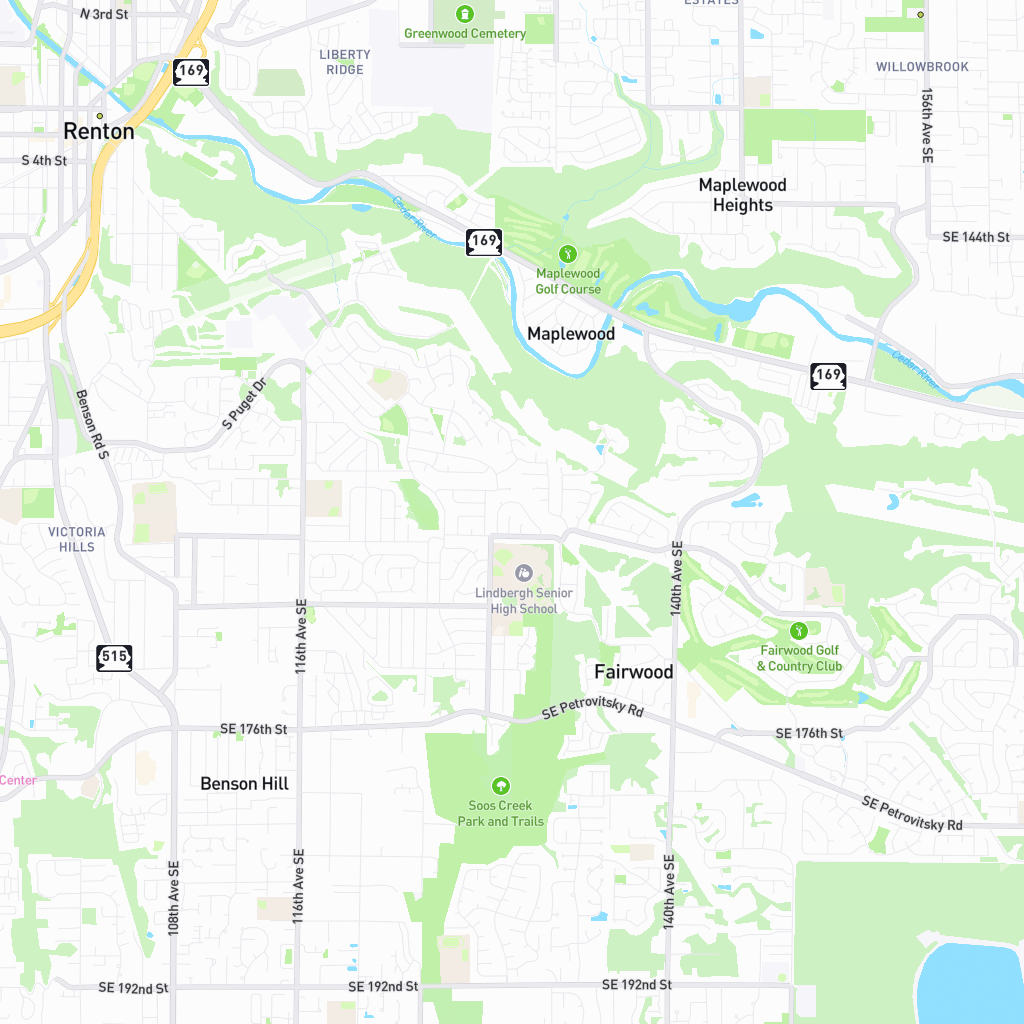 N 3rd St
ESTATES
Greenwood Cemetery
LIBERTY
RIDGE
169
WILLOWBROOK
156th Ave SE
Renton
S 4th St
Maplewood
Heights
Cedar River
169
SE 144th St
Maplewood
Golf Course
Maplewood
Cedar River
169
S Puget Dr
Benson Rd S
VICTORIA
HILLS
140th Ave SE
Lindbergh Senior
High School
116th Ave SE
515
Fairwood Golf
& Country Club
Fairwood
SE Petrovitsky Rd
SE 176th St
SE 176th St
Center
Benson Hill
Soos Creek
Park and Trails
SE Petrovitsky Rd
108th Ave SE
116th Ave SE
140th Ave SE
SE 192nd St
SE 192nd St
SE 192nd St